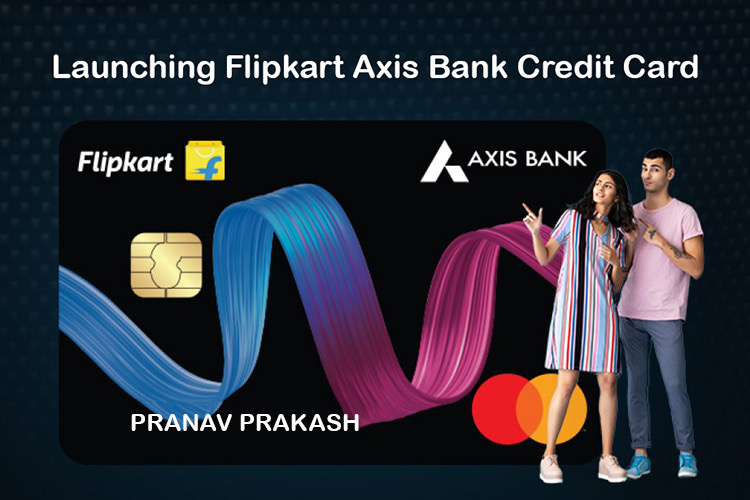 Launching Flipkart Axis Bank Credit Card
Flipkart
AXIS BANK
PRANAV PRAKASH